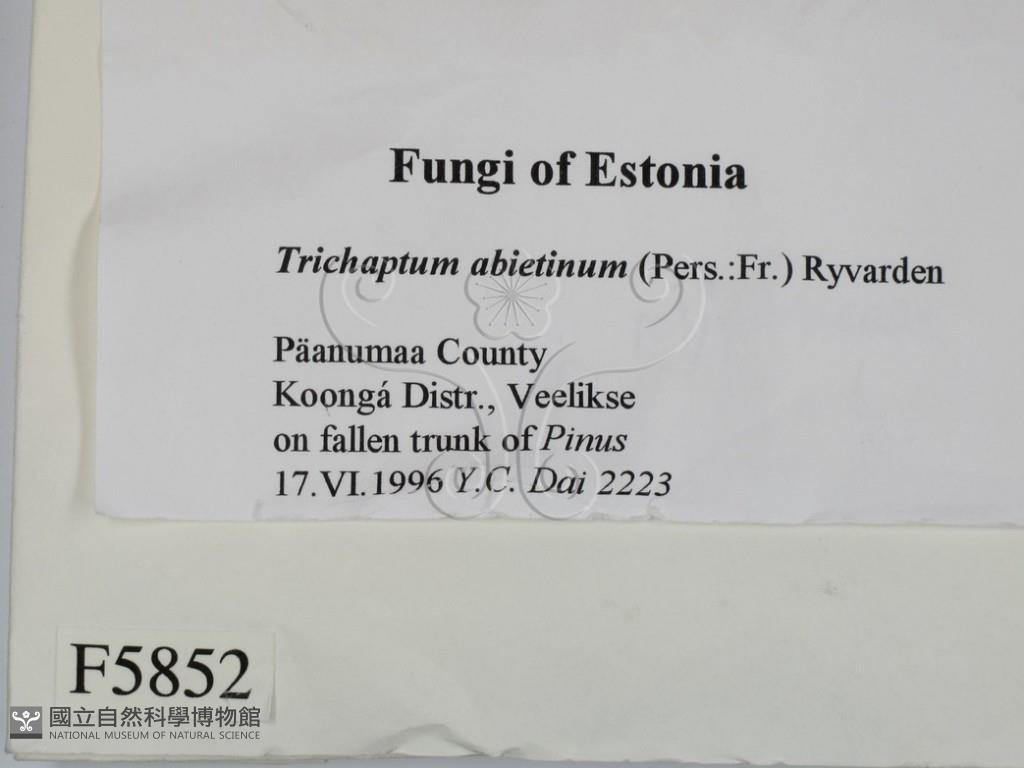 Fungi of Estonia
Trichaptum abietinum (Pers.:Fr.) Ryvarden
Päanumaa County
Koongá Distr., Veelikse
on fallen trunk of Pinus
17.VI.1996 Y.C. Dai 2223
F5852
國立自然科學博物館
NATIONAL MUSEUM OF NATURAL SCIENCE